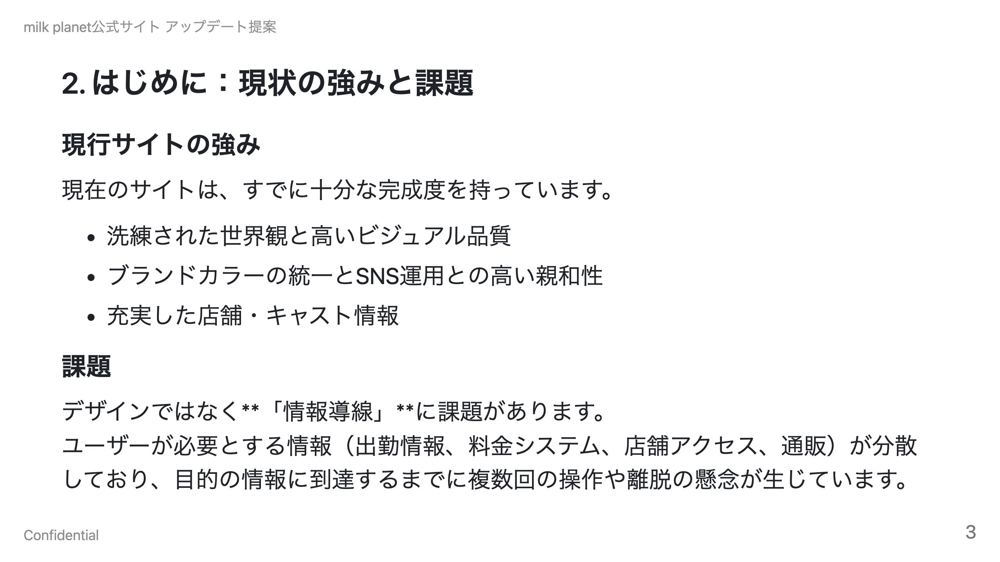 milk planet公式サイト アップデート提案
2. はじめに：現状の強みと課題
現行サイトの強み
現在のサイトは、すでに十分な完成度を持っています。
• 洗練された世界観と高いビジュアル品質
• ブランドカラーの統一とSNS運用との高い親和性
• 充実した店舗・キャスト情報
課題
デザインではなく**「情報導線」**に課題があります。
ユーザーが必要とする情報（出勤情報、料金システム、店舗アクセス、通販）が分散
しており、目的の情報に到達するまでに複数回の操作や離脱の懸念が生じています。
Confidential
3